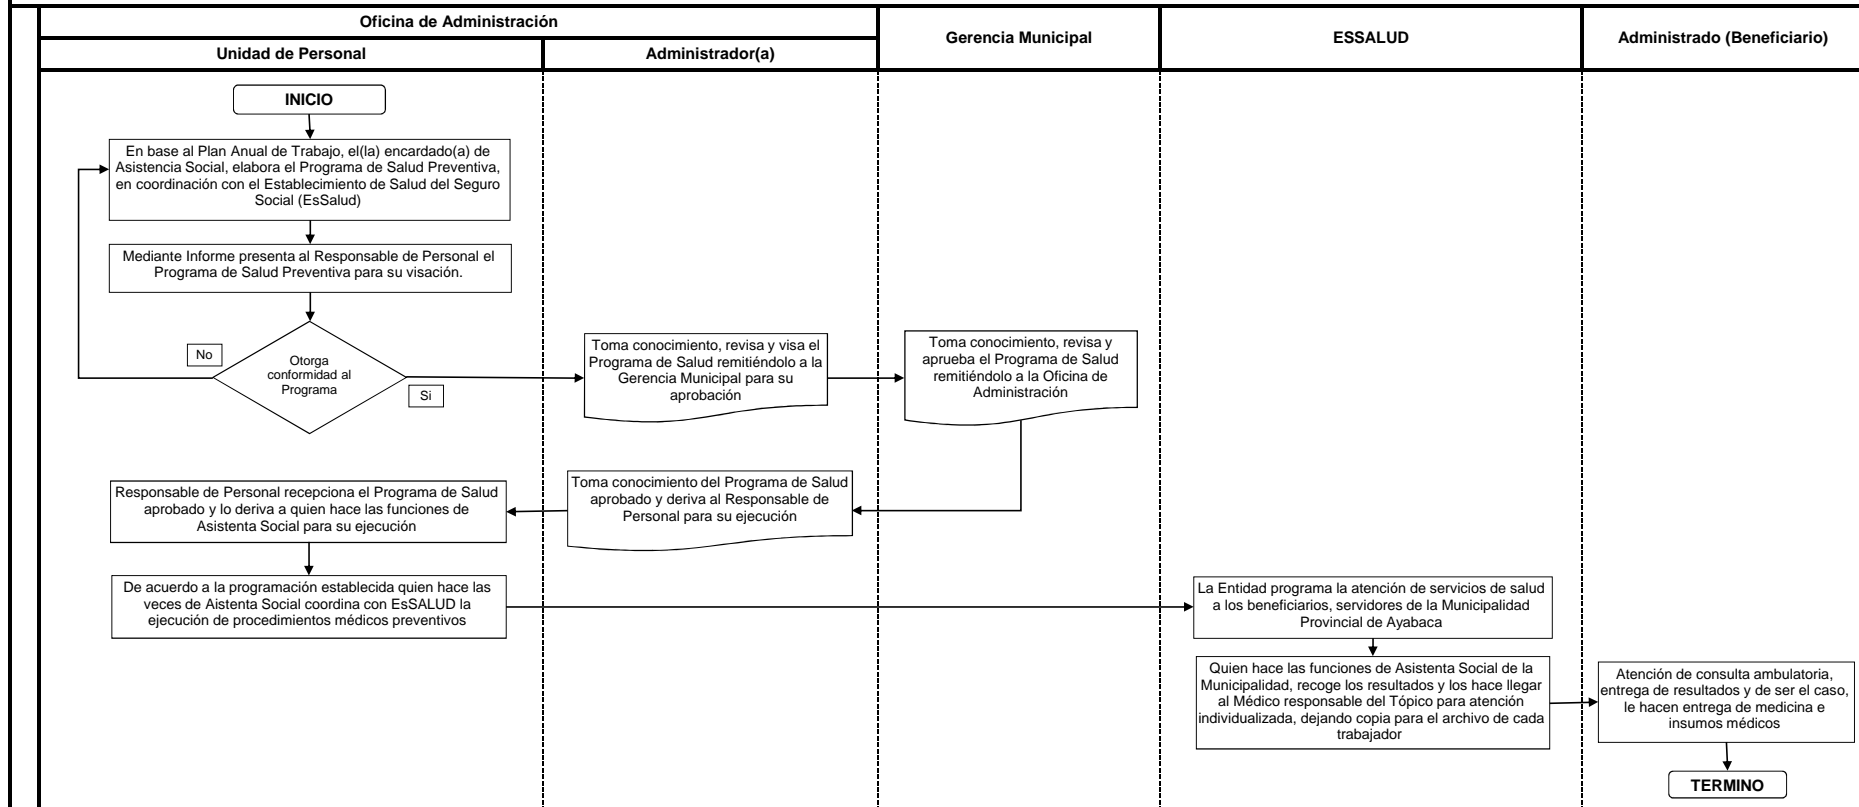 Oficina de Administración
Unidad de Personal
Administrador(a)
Gerencia Municipal
ESSALUD
Administrado (Beneficiario)
INICIO
En base al Plan Anual de Trabajo, el(la) encardado(a) de
Asistencia Social, elabora el Programa de Salud Preventiva,
en coordinación con el Establecimiento de Salud del Seguro
Social (EsSalud)
Mediante Informe presenta al Responsable de Personal el
Programa de Salud Preventiva para su visación.
No
Otorga
conformidad al
Programa
Si
Toma conocimiento, revisa y visa el
Programa de Salud remitiéndolo a la
Gerencia Municipal para su
aprobación
Toma conocimiento, revisa y
aprueba el Programa de Salud
remitiéndolo a la Oficina de
Administración
Toma conocimiento del Programa de Salud
aprobado y deriva al Responsable de
Personal para su ejecución
Responsable de Personal recepciona el Programa de Salud
aprobado y lo deriva a quien hace las funciones de
Asistenta Social para su ejecución
De acuerdo a la programación establecida quien hace las
veces de Aistenta Social coordina con EsSALUD la
ejecución de procedimientos médicos preventivos
La Entidad programa la atención de servicios de salud
a los beneficiarios, servidores de la Municipalidad
Provincial de Ayabaca
Quien hace las funciones de Asistenta Social de la
Municipalidad, recoge los resultados y los hace llegar
al Médico responsable del Tópico para atención
individualizada, dejando copia para el archivo de cada
trabajador
Atención de consulta ambulatoria,
entrega de resultados y de ser el caso,
le hacen entrega de medicina e
insumos médicos
TERMINO